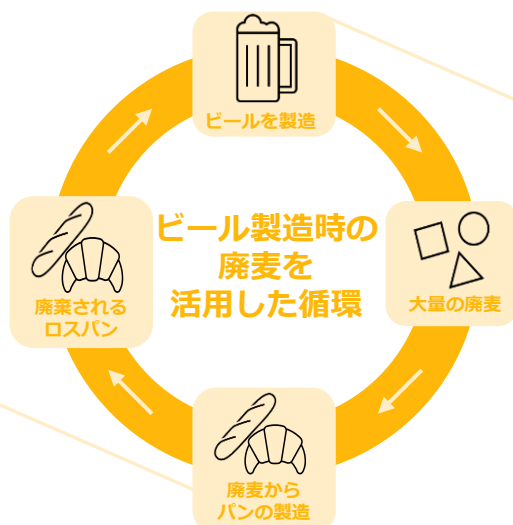 ビールを製造
ビール製造時の
廃麦を
活用した循環
大量の廃麦
廃棄される
ロスパン
廃麦から
パンの製造